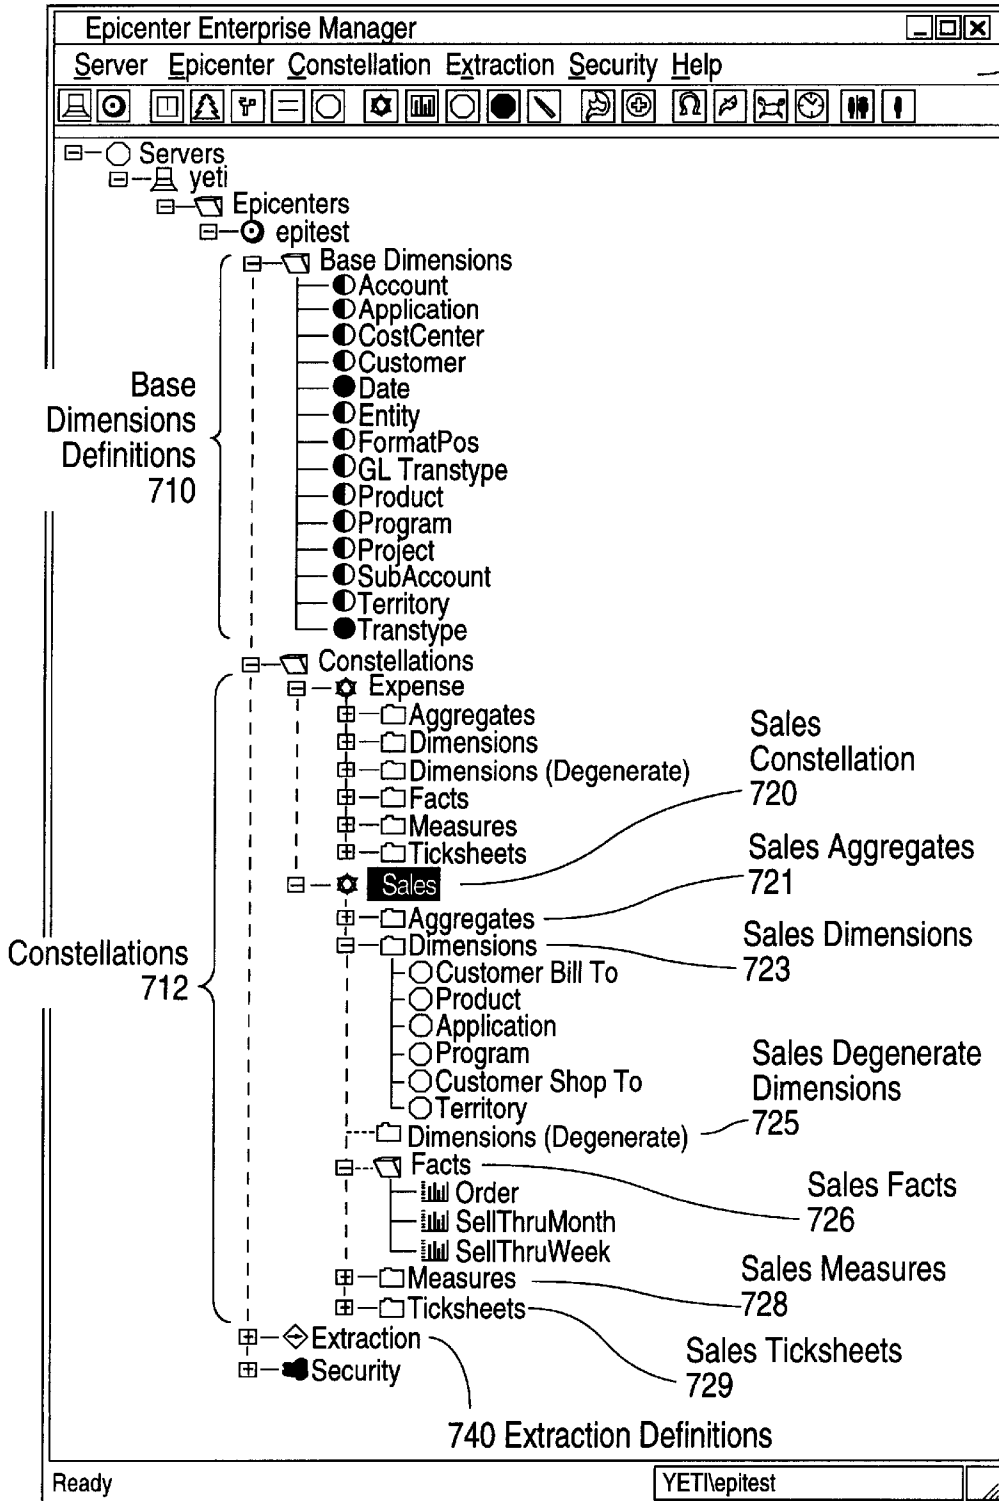 Epicenter Enterprise Manager
Server Epicenter Constellation Extraction Security Help
Servers
yeti
Epicenters
epitest
Base Dimensions
Account
Application
CostCenter
Customer
Date
Entity
FormatPos
GL Transtype
Product
Program
Project
SubAccount
Territory
Transtype
Base
Dimensions
Definitions
710
Constellations
Expense
Aggregates
Dimensions
Dimensions (Degenerate)
Facts
Measures
Ticksheets
Sales
Constellation
720
Sales
Sales Aggregates
721
Aggregates
Dimensions
Sales Dimensions
723
Constellations
712
Customer Bill To
Product
Application
Program
Customer Shop To
Territory
Sales Degenerate
Dimensions
725
Dimensions (Degenerate)
Facts
Order
SellThruMonth
SellThruWeek
Sales Facts
726
Measures
Sales Measures
728
Ticksheets
Sales Ticksheets
729
Extraction
Security
740 Extraction Definitions
Ready
YETI\epitest